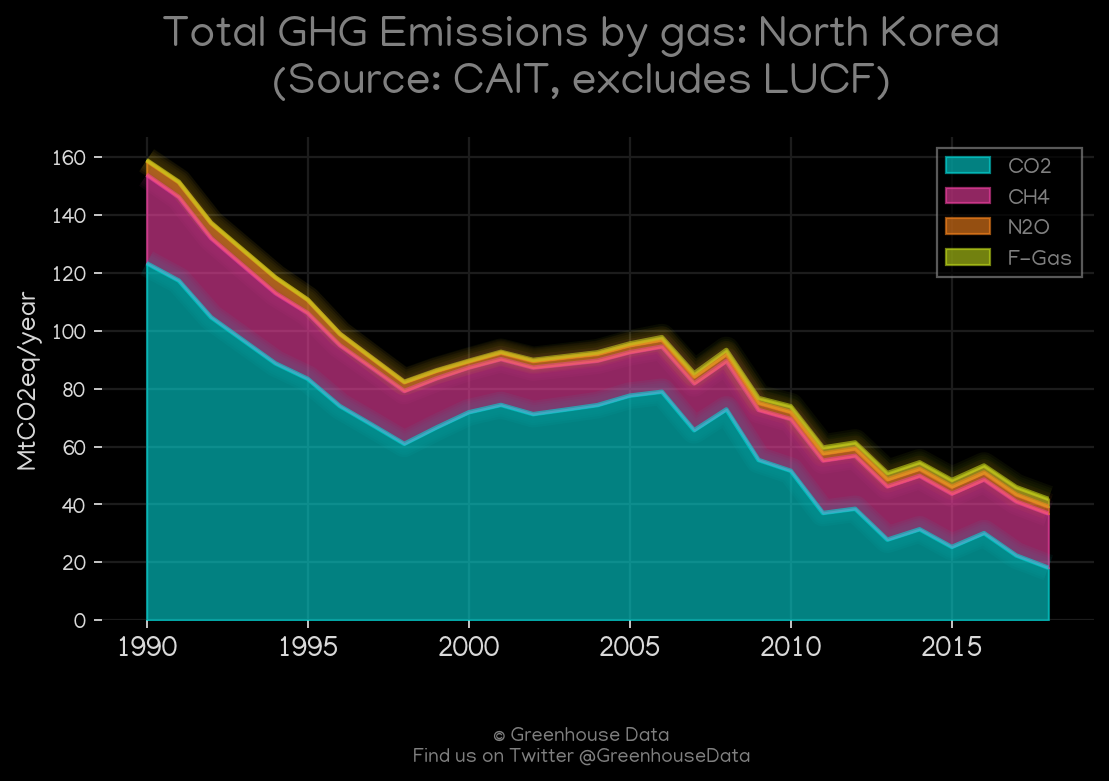 Total GHG Emissions by gas: North Korea
(Source: CAIT, excludes LUCF)
CO2
CH4
N2O
F-Gas
MtCO2eq/year
160
140
120
100
80
60
40
20
0
1990 1995 2000 2005 2010 2015
© Greenhouse Data
Find us on Twitter @GreenhouseData